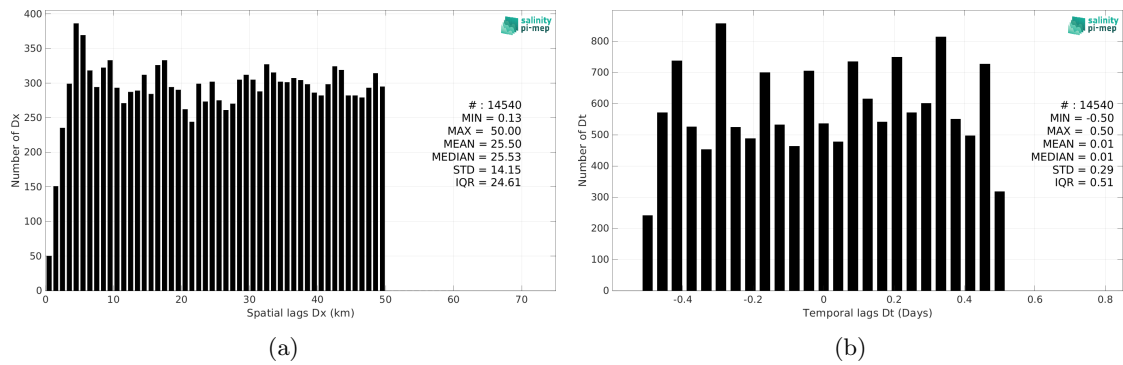 salinity
pi-mep
400
350
300
250
200
150
100
50
0
Number of Dx
# : 14540
MIN = 0.13
MAX = 50.00
MEAN = 25.50
MEDIAN = 25.53
STD = 14.15
IQR = 24.61
0 10 20 30 40 50 60 70
Spatial lags Dx (km)
(a)
salinity
pi-mep
800
700
600
500
400
300
200
100
0
Number of Dt
# : 14540
MIN = -0.50
MAX = 0.50
MEAN = 0.01
MEDIAN = 0.01
STD = 0.29
IQR = 0.51
-0.4 -0.2 0 0.2 0.4 0.6 0.8
Temporal lags Dt (Days)
(b)